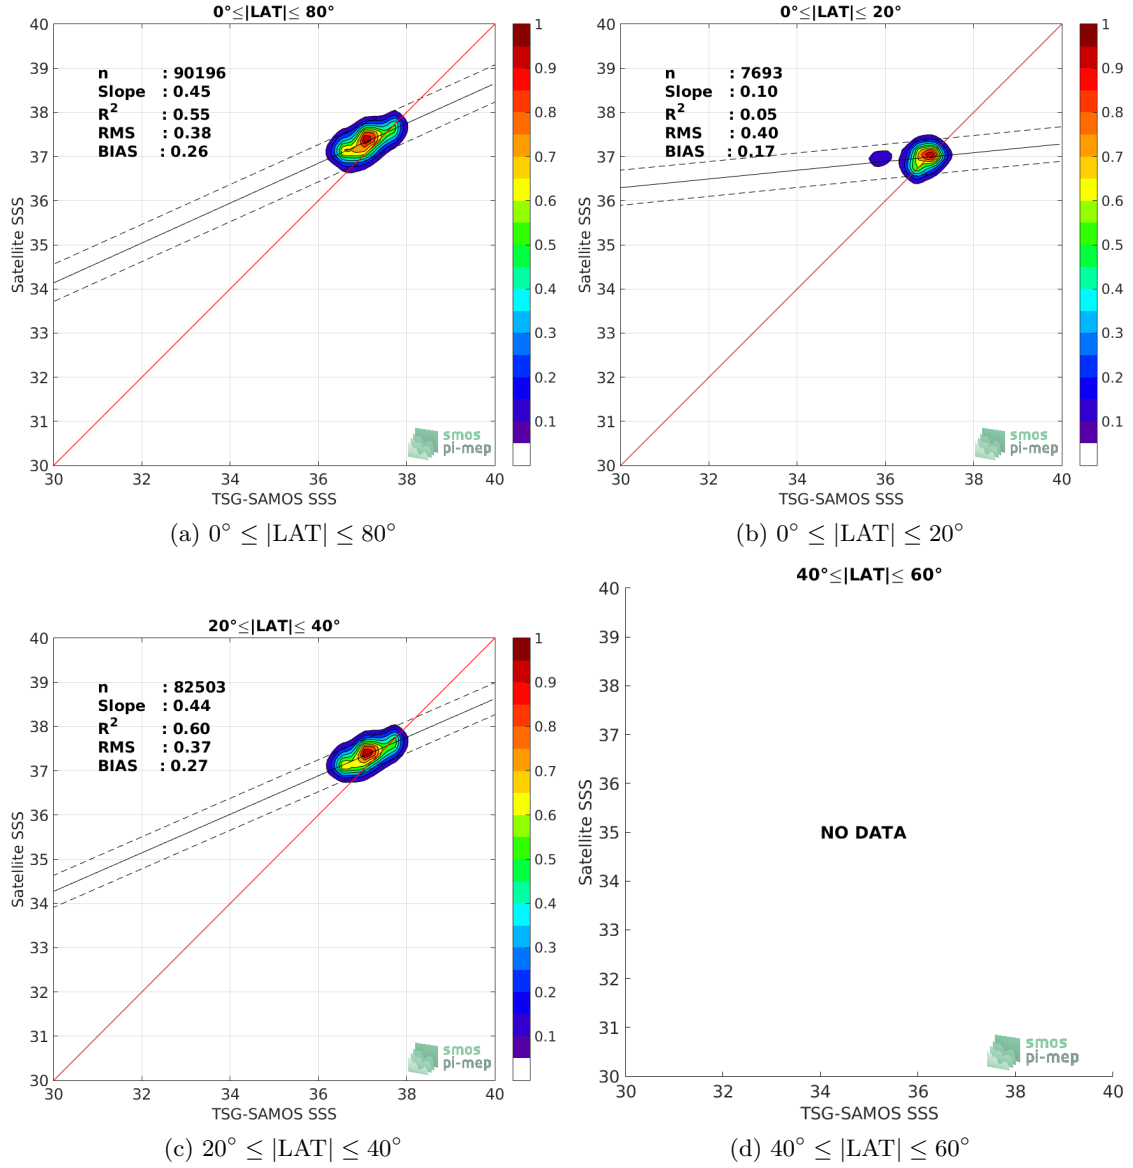 0°≤|LAT|≤ 80°
40
39
38
37
36
35
34
33
32
31
30
Satellite SSS
n : 90196
Slope : 0.45
R2 : 0.55
RMS : 0.38
BIAS : 0.26
smos
pi-mep
30 32 34 36 38 40
TSG-SAMOS SSS
1
0.9
0.8
0.7
0.6
0.5
0.4
0.3
0.2
0.1
(a) 0° ≤ |LAT| ≤ 80°
0°≤|LAT|≤ 20°
40
39
38
37
36
35
34
33
32
31
30
Satellite SSS
n : 7693
Slope : 0.10
R2 : 0.05
RMS : 0.40
BIAS : 0.17
smos
pi-mep
30 32 34 36 38 40
TSG-SAMOS SSS
1
0.9
0.8
0.7
0.6
0.5
0.4
0.3
0.2
0.1
(b) 0° ≤ |LAT| ≤ 20°
20°≤|LAT|≤ 40°
40
39
38
37
36
35
34
33
32
31
30
Satellite SSS
n : 82503
Slope : 0.44
R2 : 0.60
RMS : 0.37
BIAS : 0.27
smos
pi-mep
30 32 34 36 38 40
TSG-SAMOS SSS
1
0.9
0.8
0.7
0.6
0.5
0.4
0.3
0.2
0.1
(c) 20° ≤ |LAT| ≤ 40°
40°≤|LAT|≤ 60°
40
39
38
37
36
35
34
33
32
31
30
Satellite SSS
NO DATA
smos
pi-mep
30 32 34 36 38 40
TSG-SAMOS SSS
(d) 40° ≤ |LAT| ≤ 60°